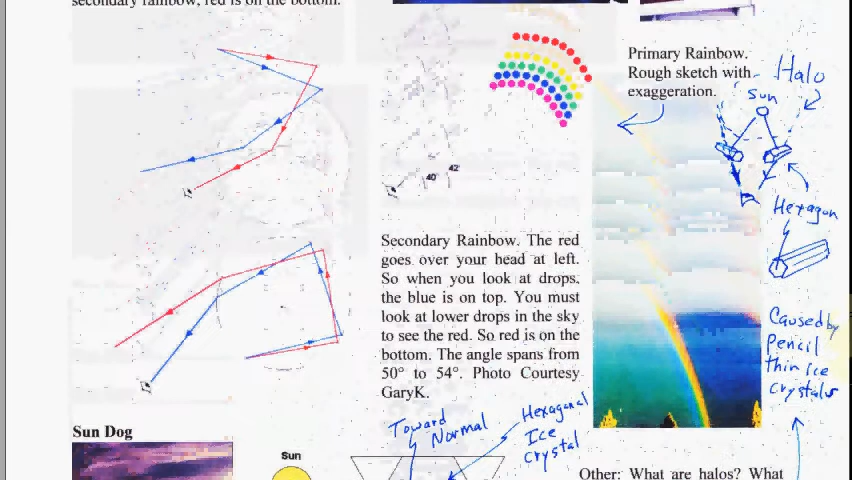 secondary rainbow, red is on the bottom.
Primary Rainbow.
Rough sketch with
exaggeration.
Halo
sun
Hexagon
40
42
Secondary Rainbow. The red
goes over your head at left.
So when you look at drops,
the blue is on top. You must
look at lower drops in the sky
to see the red. So red is on the
bottom. The angle spans from
50° to 54°. Photo Courtesy
GaryK.
Caused by
pencil
thin ice
crystals
Toward
Normal
Hexagonal
Ice
crystal
Sun Dog
Sun
Other: What are halos? What